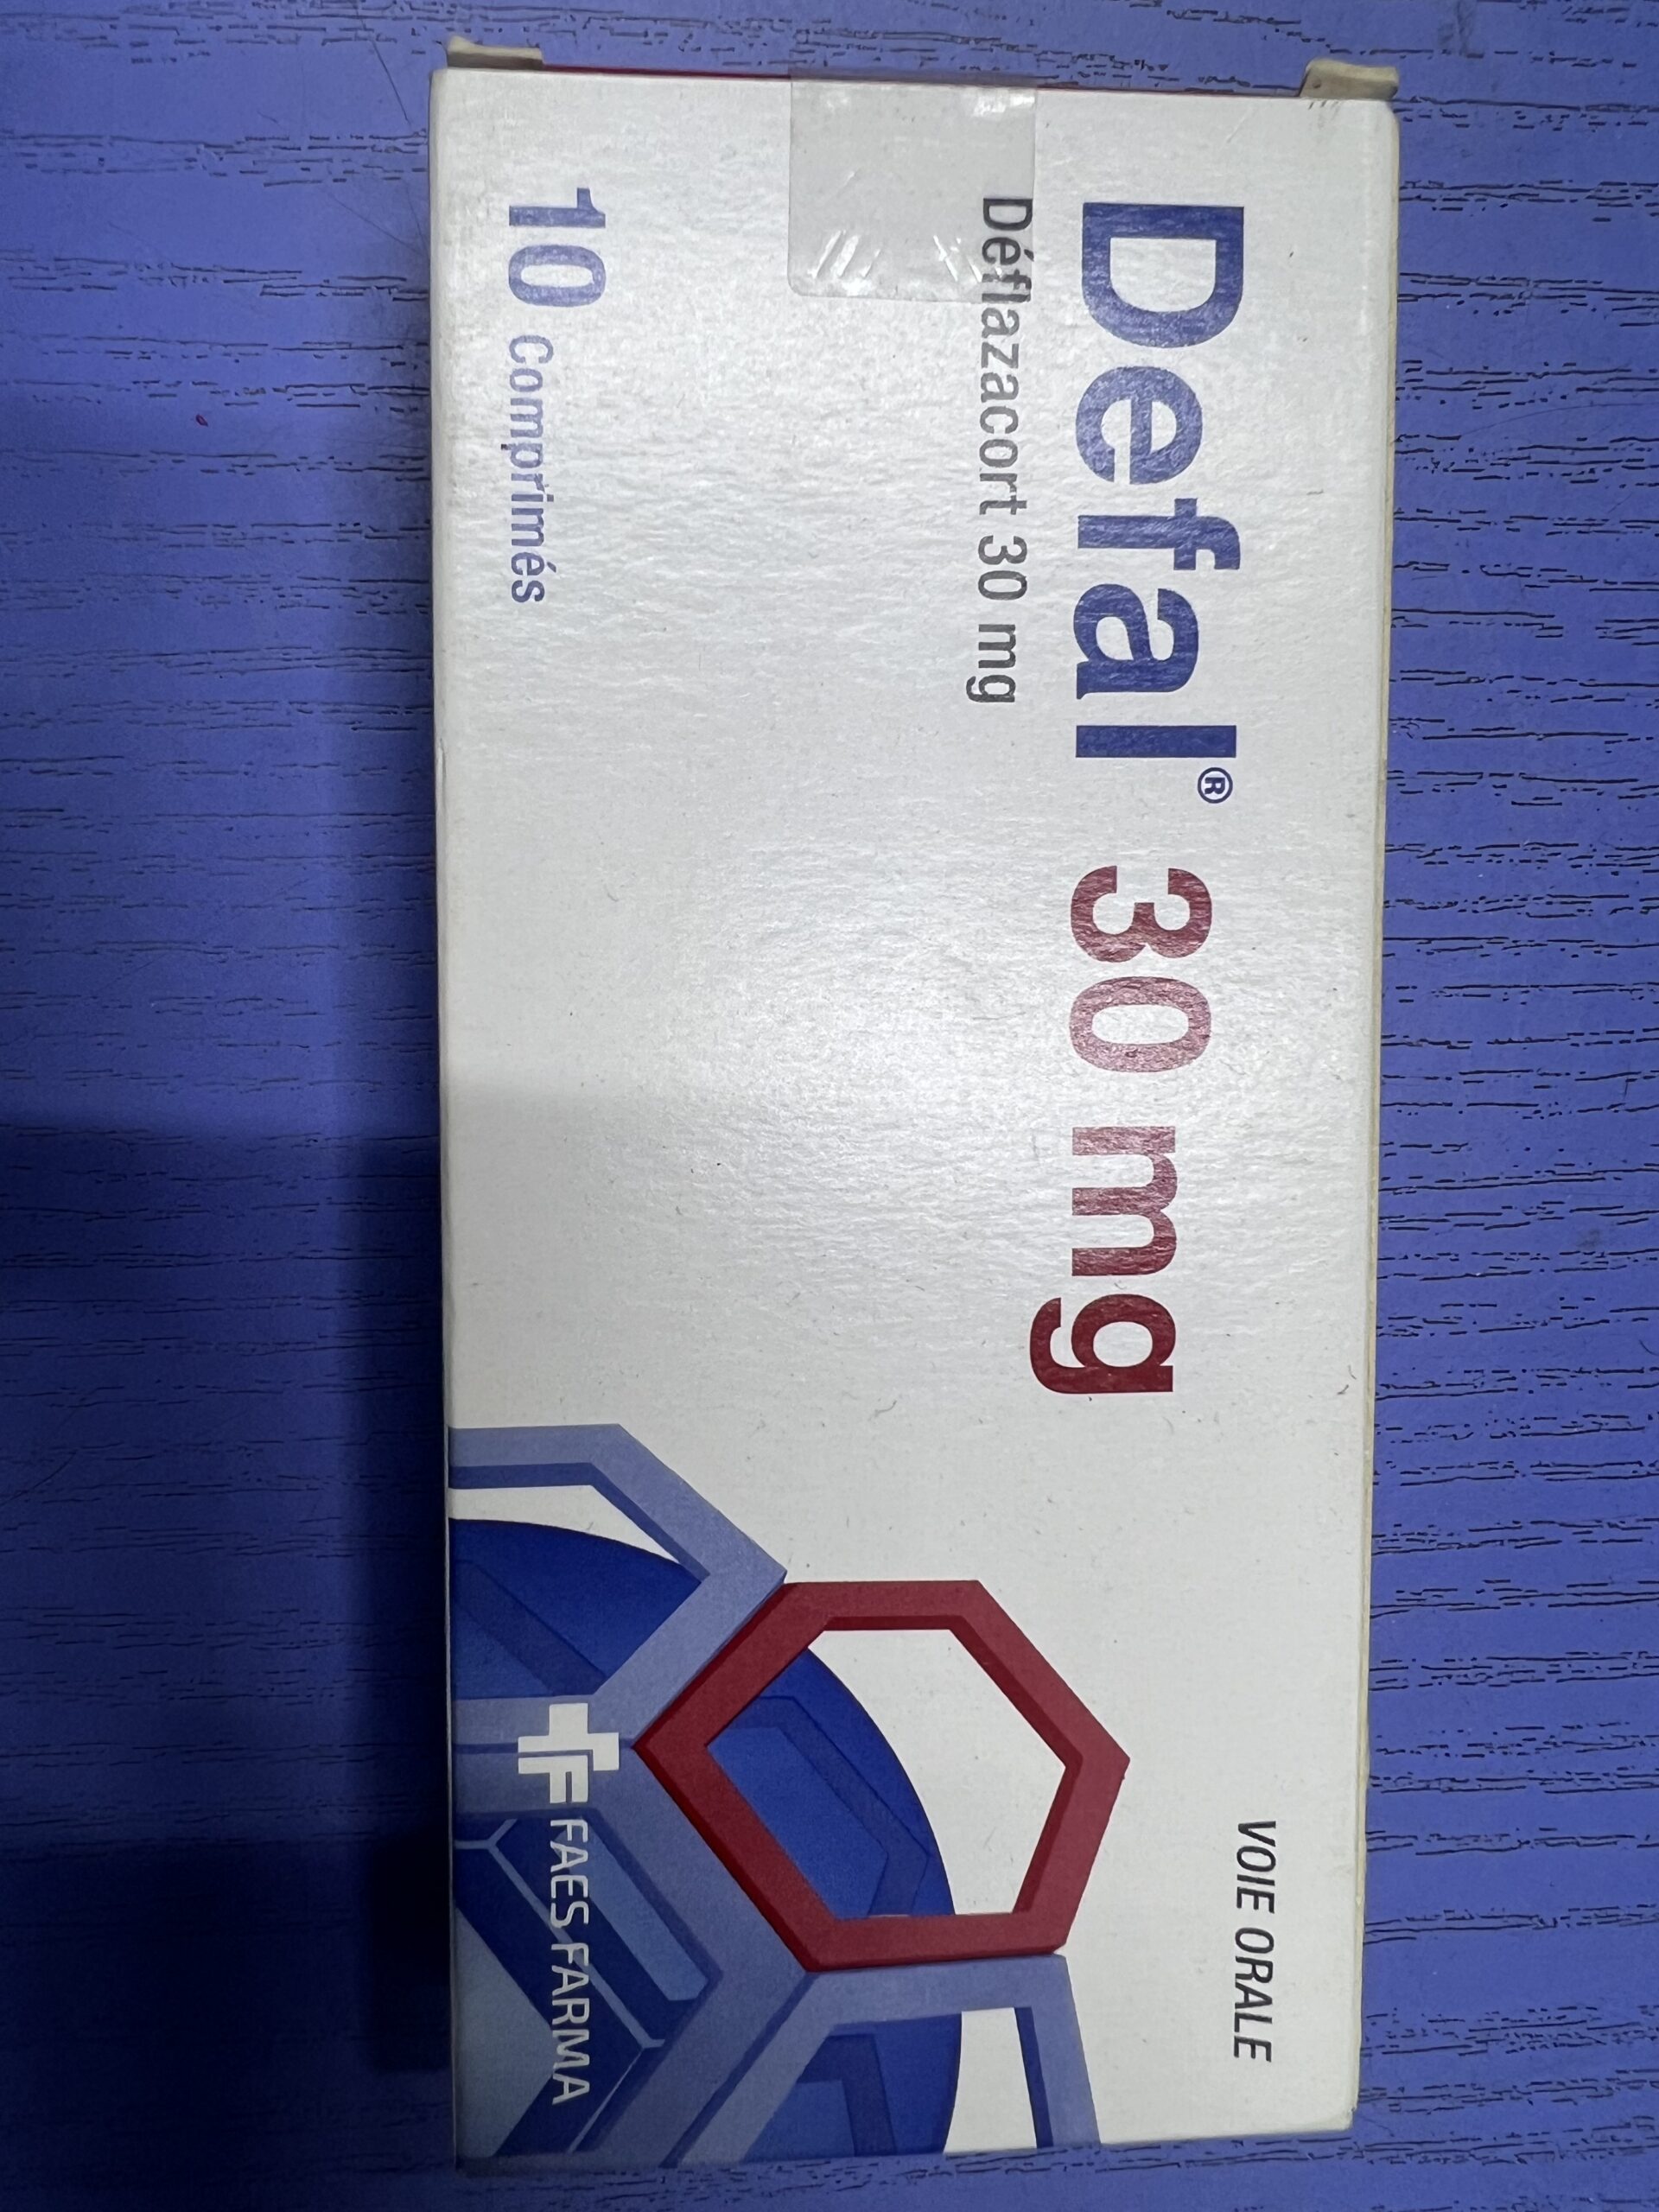 VOIE ORALE
Defal® 30 mg
Déflazacort 30 mg
10 Comprimés
FAES FARMA